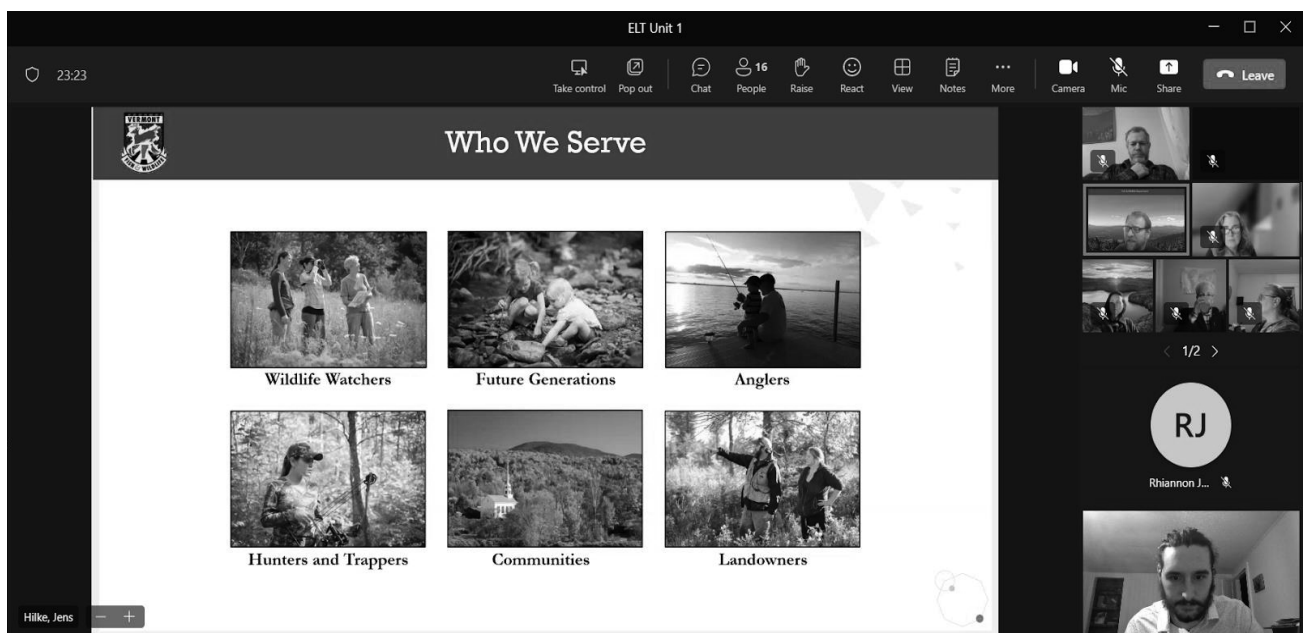 ELT Unit 1
23:23
Take control Pop out Chat People 16 Raise React View Notes More Camera Mic Share Leave
VERMONT
Who We Serve
Wildlife Watchers Future Generations Anglers
Hunters and Trappers Communities Landowners
1/2
RJ
Rhiannon J...
Hilke, Jens